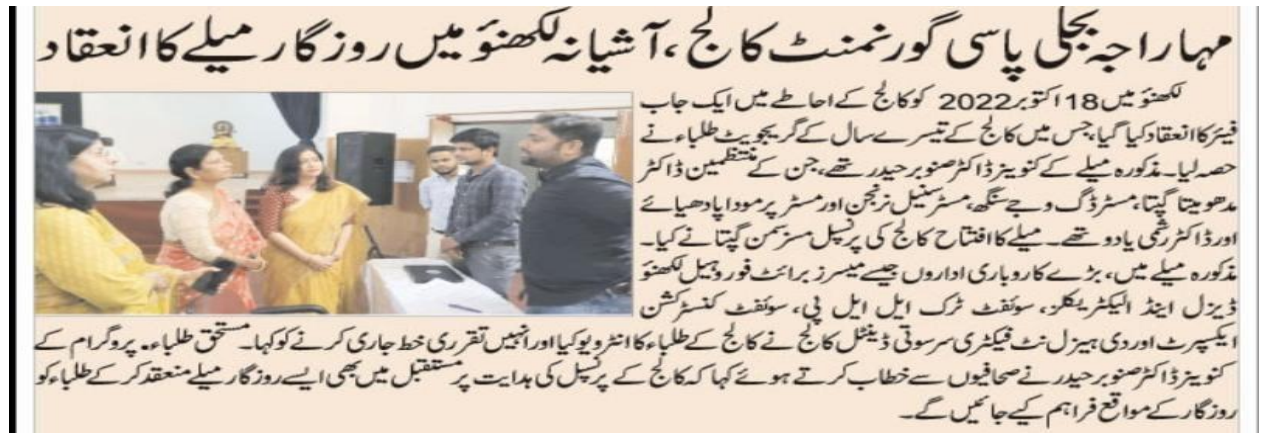 مہاراجہ بجلی پاسی گورنمنٹ کالج، آشیانہ لکھنؤ میں روزگار میلے کا انعقاد
لکھنؤ میں 18 اکتوبر 2022 کو کالج کے احاطے میں ایک جاب
فیئر کا انعقاد کیا گیا، جس میں کالج کے تیسرے سال کے گریجویٹ طلباء نے
حصہ لیا۔ مذکورہ میلے کے کنوینر ڈاکٹر صنوبر حیدر تھے، جن کے منتظمین ڈاکٹر
مدھومیتا گپتا، مسٹر ڈگ وجے سنگھ، مسٹر سنیل نرنجن اور مسٹر پرمود اپادھیائے
اور ڈاکٹر رشمی یادو تھے۔ میلے کا افتتاح کالج کی پرنسپل مسز سمن گپتا نے کیا۔
مذکورہ میلے میں، بڑے کاروباری اداروں جیسے میسرز برائٹ فور وہیل لکھنؤ
ڈیزل اینڈ الیکٹریکلز، سوئفٹ ٹرک ایل ایل پی، سوئفٹ کنسٹرکشن
ایکسپرٹ اور دی ہیزل نٹ فیکٹری سرسوتی ڈینٹل کالج نے کالج کے طلباء کا انٹرویو کیا اور انہیں تقرری خط جاری کرنے کو کہا۔ مستحق طلباء۔ پروگرام کے
کنوینر ڈاکٹر صنوبر حیدر نے صحافیوں سے خطاب کرتے ہوئے کہا کہ کالج کے پرنسپل کی ہدایت پر مستقبل میں بھی ایسے روزگار میلے منعقد کر کے طلباء کو
روزگار کے مواقع فراہم کیے جائیں گے۔